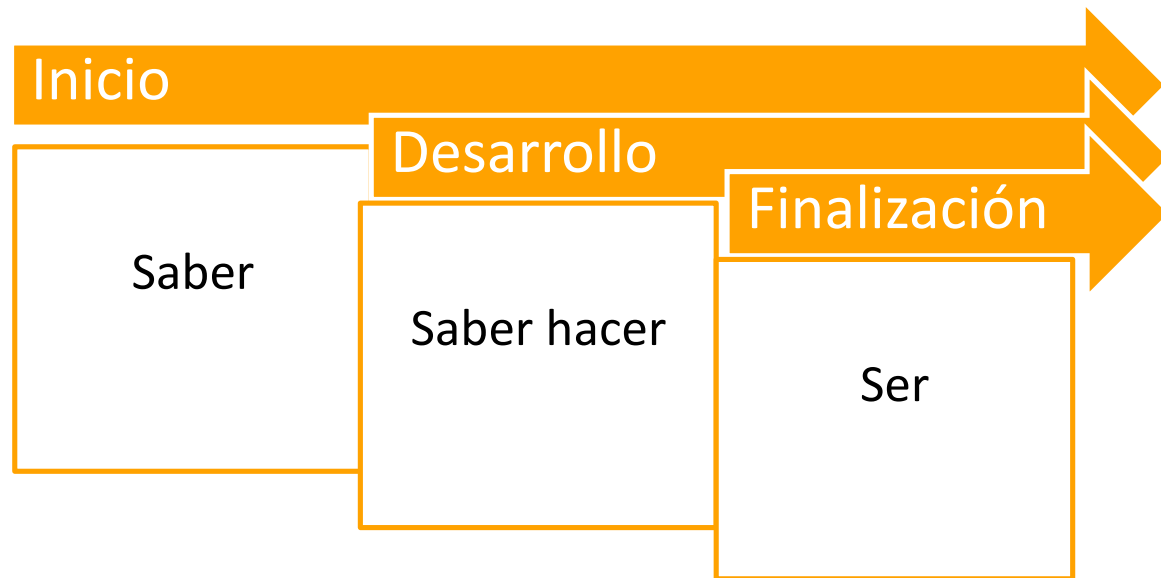 Inicio
Saber
Desarrollo
Saber hacer
Finalización
Ser